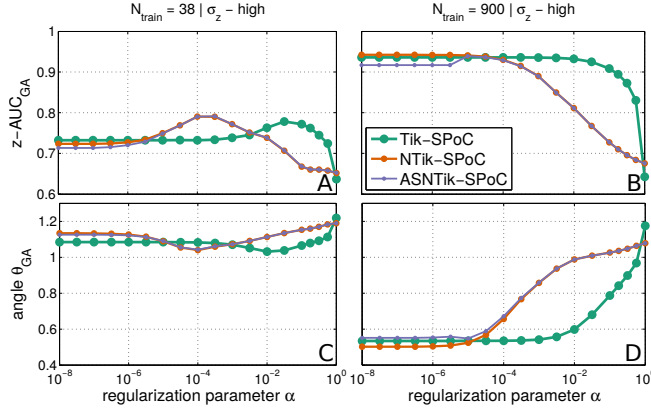 N_train = 38 | σ_z − high
N_train = 900 | σ_z − high
z−AUC_GA
1
0.9
0.8
0.7
0.6
A
B
Tik−SPoC
NTik−SPoC
ASNTik−SPoC
angle θ_GA
1.2
1
0.8
0.6
0.4
C
D
10^−8
10^−6
10^−4
10^−2
10^0
10^−8
10^−6
10^−4
10^−2
10^0
regularization parameter α
regularization parameter α